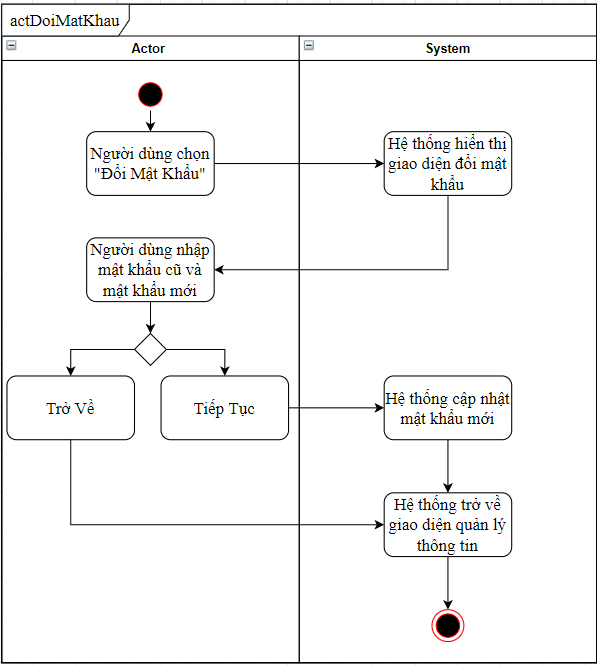 actDoiMatKhau
Actor
System
Người dùng chọn
"Đổi Mật Khẩu"
Hệ thống hiển thị
giao diện đổi mật
khẩu
Người dùng nhập
mật khẩu cũ và
mật khẩu mới
Trở Về
Tiếp Tục
Hệ thống cập nhật
mật khẩu mới
Hệ thống trở về
giao diện quản lý
thông tin